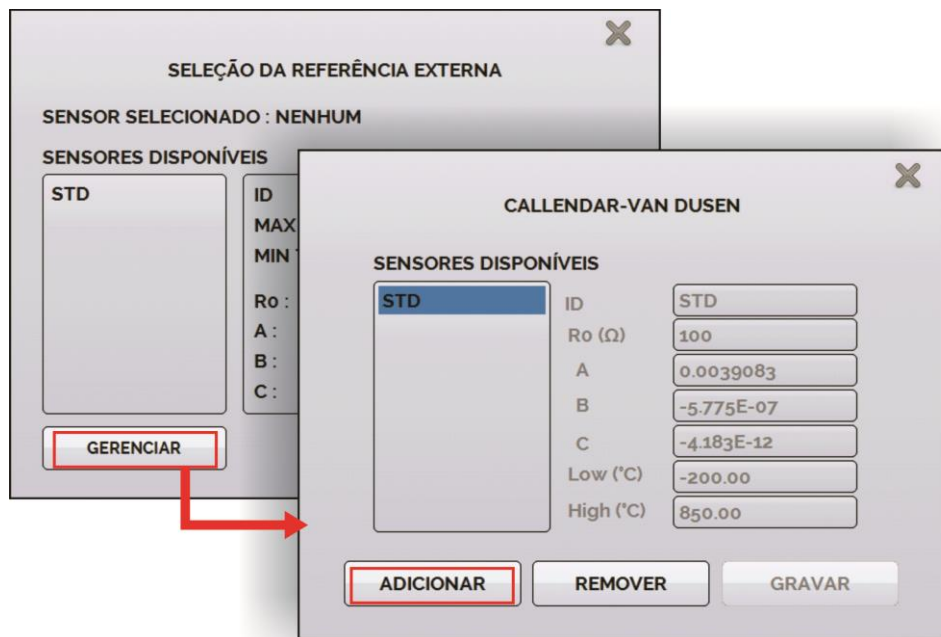 SELEÇÃO DA REFERÊNCIA EXTERNA
SENSOR SELECIONADO : NENHUM
SENSORES DISPONÍVEIS
STD
ID
MAX
MIN
R0 :
A :
B :
C :
GERENCIAR
CALLENDAR-VAN DUSEN
SENSORES DISPONÍVEIS
STD
ID STD
R0 (Ω) 100
A 0.0039083
B -5.775E-07
C -4.183E-12
Low (°C) -200.00
High (°C) 850.00
ADICIONAR REMOVER GRAVAR